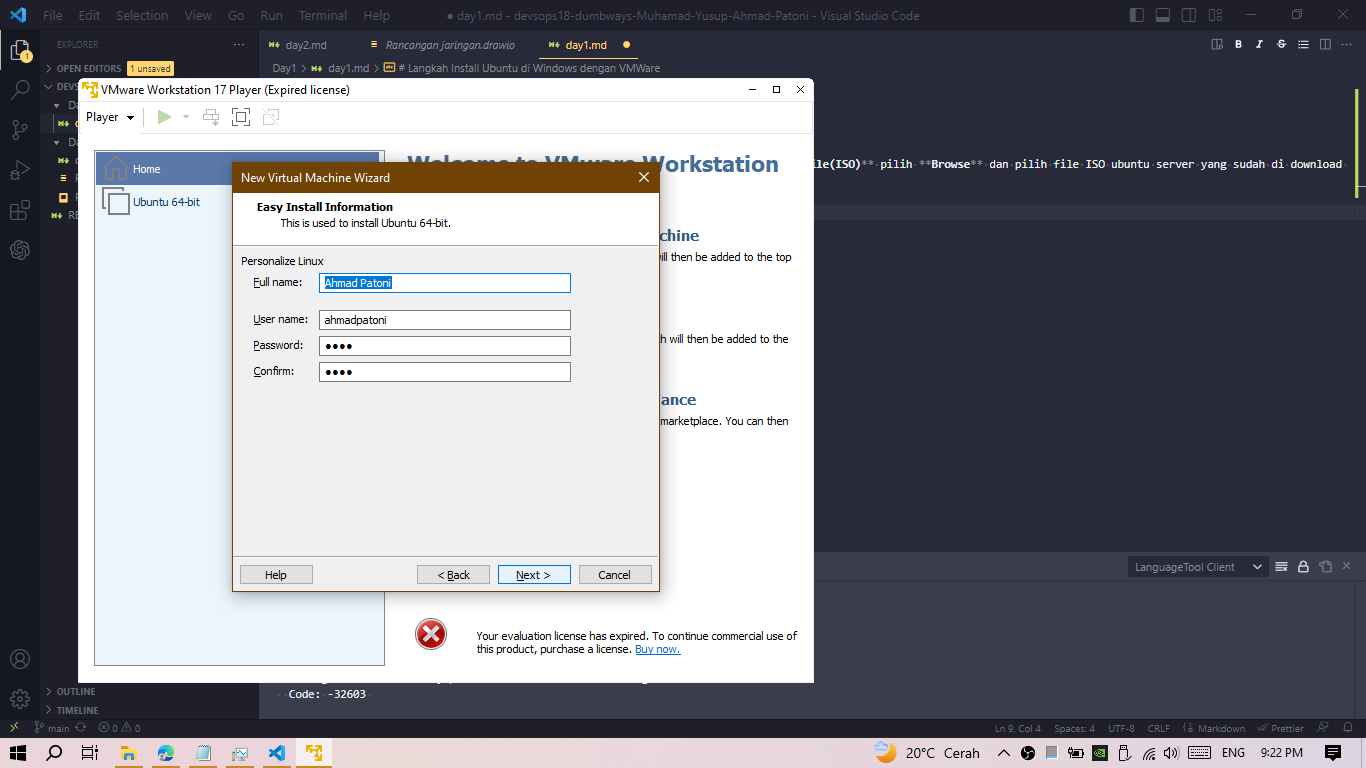 File Edit Selection View Go Run Terminal Help
● day1.md - devsops18-dumbways-Muhamad-Yusup-Ahmad-Patoni - Visual Studio Code
EXPLORER
day2.md
Rancangan jaringan.drawio
day1.md
OPEN EDITORS 1 unsaved
Day1 > day1.md > # Langkah Install Ubuntu di Windows dengan VMWare
DEVS
VMware Workstation 17 Player (Expired license)
Player
Home
Ubuntu 64-bit
Welcome to VMware Workstation
le(ISO)** pilih **Browse** dan pilih file ISO ubuntu server yang sudah di download
New Virtual Machine Wizard
Easy Install Information
This is used to install Ubuntu 64-bit.
chine
ill then be added to the top
Personalize Linux
Full name: Ahmad Patoni
User name: ahmadpatoni
Password: ●●●●
Confirm: ●●●●
h will then be added to the
ance
marketplace. You can then
Help
< Back
Next >
Cancel
LanguageTool Client
Your evaluation license has expired. To continue commercial use of
this product, purchase a license. Buy now.
Code: -32603
OUTLINE
TIMELINE
main 0 0
Ln 9, Col 4 Spaces: 4 UTF-8 CRLF Markdown Prettier
20°C Cerah ENG 9:22 PM